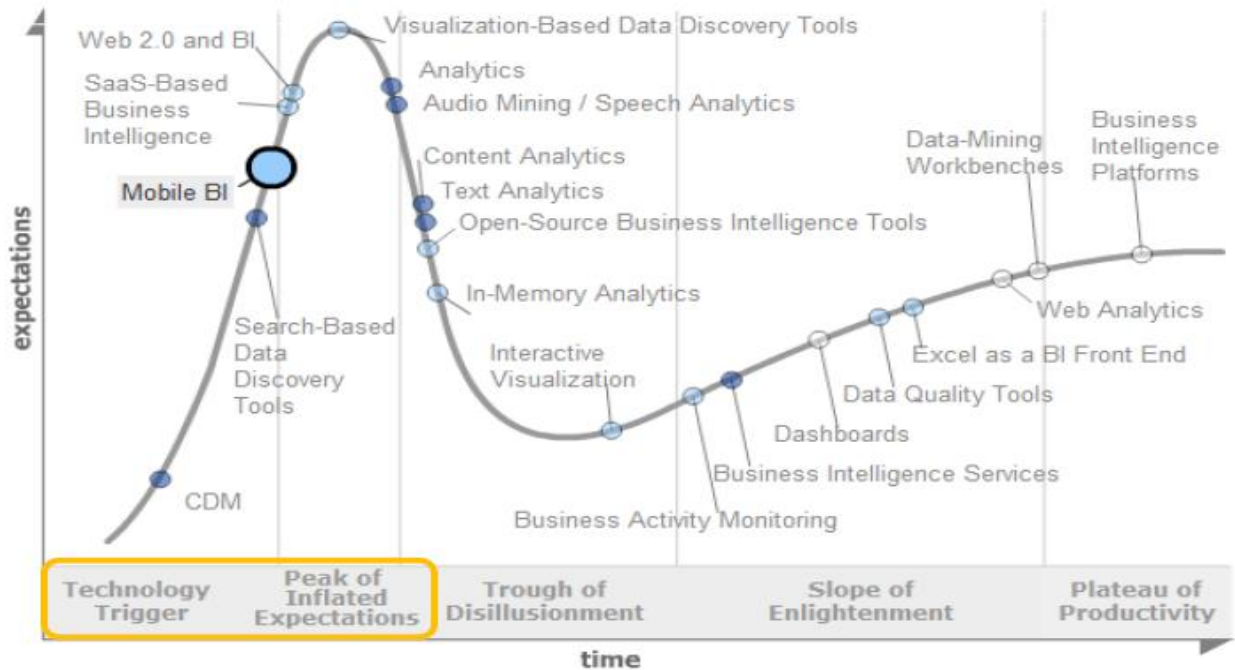 Visualization-Based Data Discovery Tools
Web 2.0 and BI
SaaS-Based
Business
Intelligence
Analytics
Audio Mining / Speech Analytics
Mobile BI
Content Analytics
Text Analytics
Open-Source Business Intelligence Tools
In-Memory Analytics
Data-Mining
Workbenches
Business
Intelligence
Platforms
Search-Based
Data
Discovery
Tools
Interactive
Visualization
Web Analytics
Excel as a BI Front End
Data Quality Tools
Dashboards
Business Intelligence Services
Business Activity Monitoring
CDM
expectations
Technology
Trigger
Peak of
Inflated
Expectations
Trough of
Disillusionment
Slope of
Enlightenment
Plateau of
Productivity
time